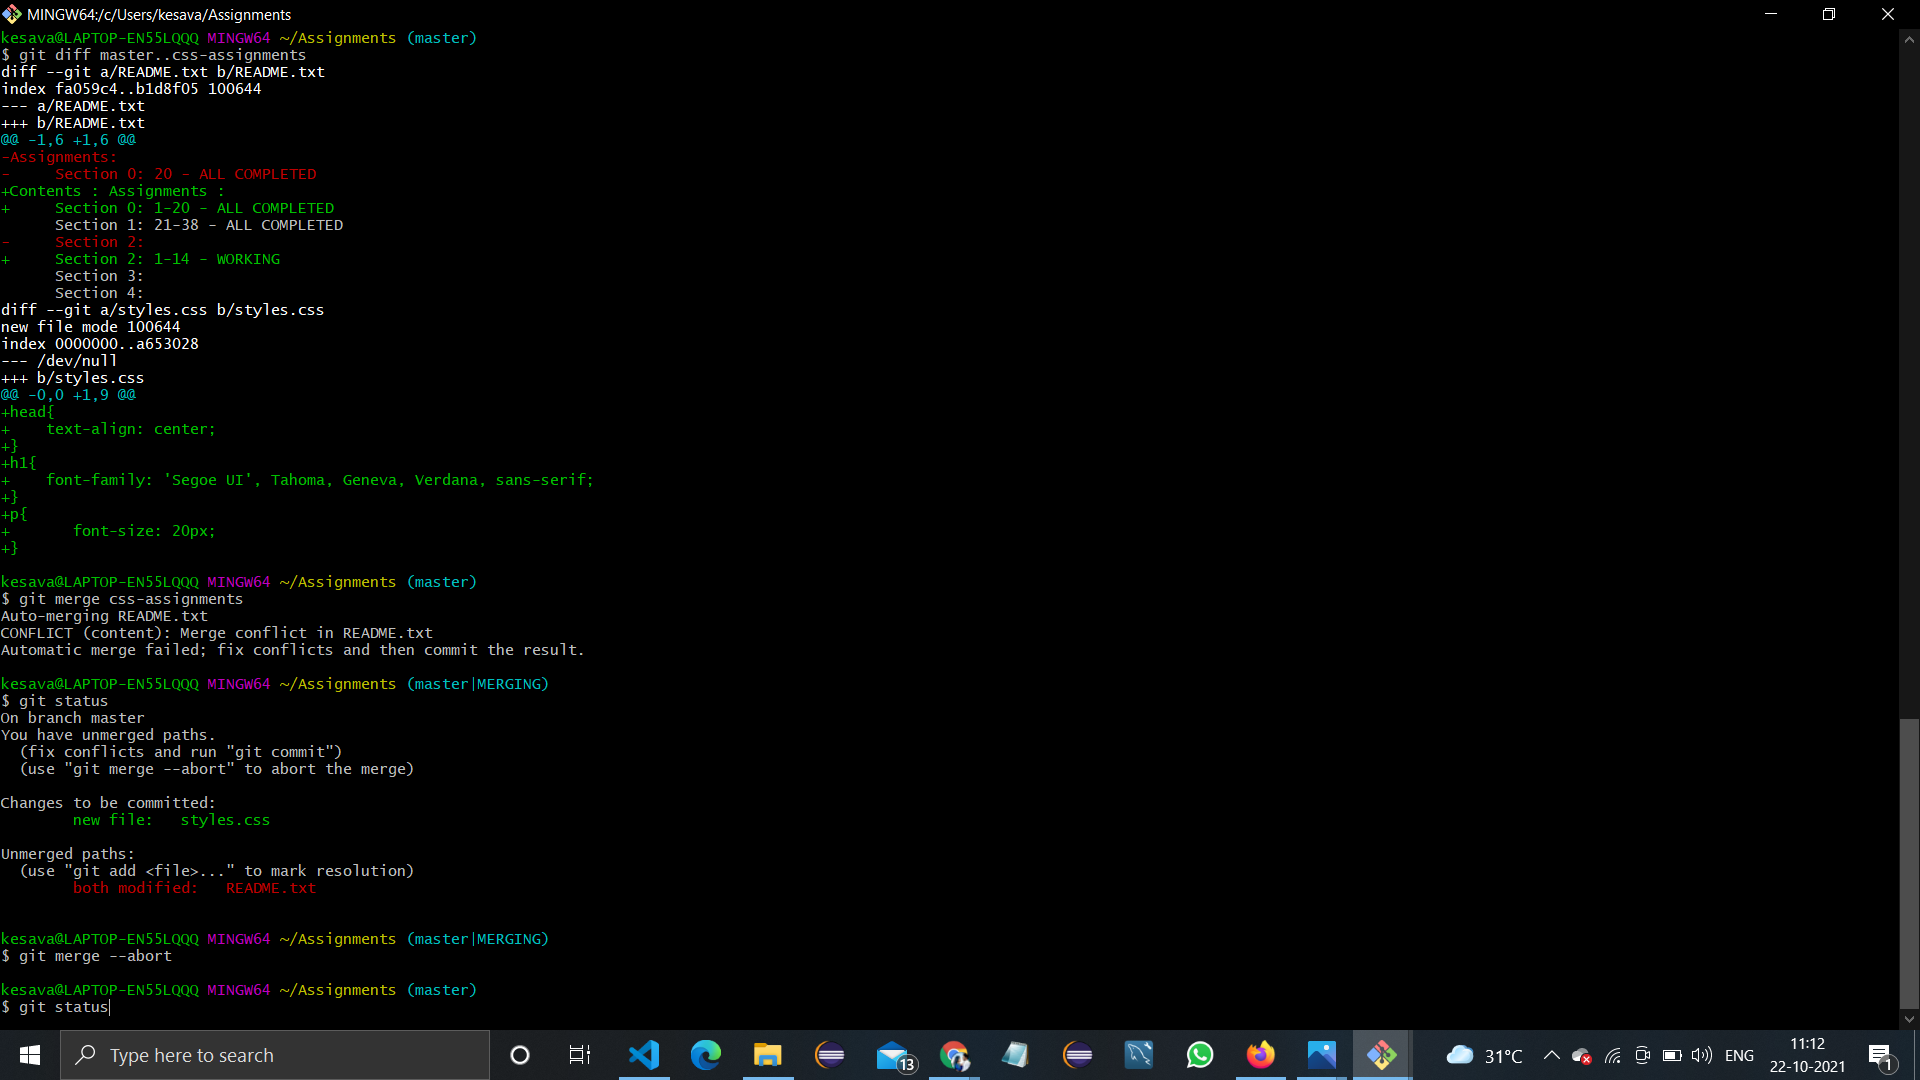 MINGW64:/c/Users/kesava/Assignments
kesava@LAPTOP-EN55LQQQ MINGW64 ~/Assignments (master)
$ git diff master..css-assignments
diff --git a/README.txt b/README.txt
index fa059c4..b1d8f05 100644
--- a/README.txt
+++ b/README.txt
@@ -1,6 +1,6 @@
-Assignments:
-     Section 0: 20 - ALL COMPLETED
+Contents : Assignments :
+     Section 0: 1-20 - ALL COMPLETED
      Section 1: 21-38 - ALL COMPLETED
-     Section 2:
+     Section 2: 1-14 - WORKING
      Section 3:
      Section 4:
diff --git a/styles.css b/styles.css
new file mode 100644
index 0000000..a653028
--- /dev/null
+++ b/styles.css
@@ -0,0 +1,9 @@
+head{
+    text-align: center;
+}
+h1{
+    font-family: 'Segoe UI', Tahoma, Geneva, Verdana, sans-serif;
+}
+p{
+       font-size: 20px;
+}
kesava@LAPTOP-EN55LQQQ MINGW64 ~/Assignments (master)
$ git merge css-assignments
Auto-merging README.txt
CONFLICT (content): Merge conflict in README.txt
Automatic merge failed; fix conflicts and then commit the result.
kesava@LAPTOP-EN55LQQQ MINGW64 ~/Assignments (master|MERGING)
$ git status
On branch master
You have unmerged paths.
  (fix conflicts and run "git commit")
  (use "git merge --abort" to abort the merge)
Changes to be committed:
        new file:   styles.css
Unmerged paths:
  (use "git add <file>..." to mark resolution)
        both modified:   README.txt
kesava@LAPTOP-EN55LQQQ MINGW64 ~/Assignments (master|MERGING)
$ git merge --abort
kesava@LAPTOP-EN55LQQQ MINGW64 ~/Assignments (master)
$ git status
Type here to search
13
31°C
ENG
11:12
22-10-2021
1